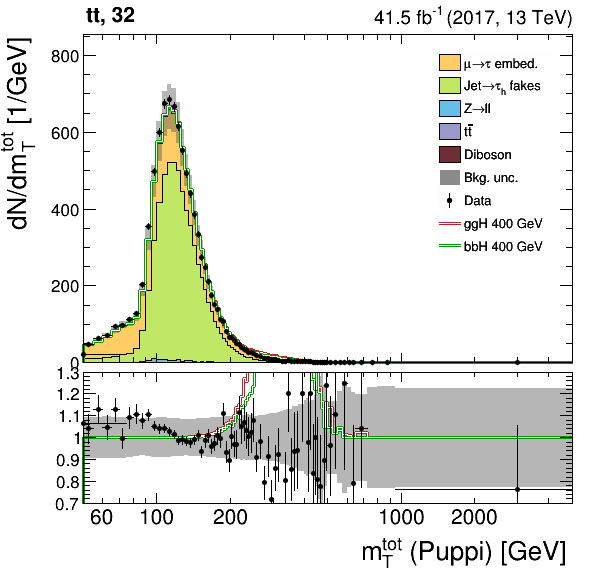 tt, 32
41.5 fb⁻¹ (2017, 13 TeV)
dN/dm_T^tot [1/GeV]
800
600
400
200
0
μ→τ embed.
Jet→τ_h fakes
Z→ll
tt̄
Diboson
Bkg. unc.
Data
ggH 400 GeV
bbH 400 GeV
1.3
1.2
1.1
1
0.9
0.8
0.7
60 100 200 1000 2000
m_T^tot (Puppi) [GeV]